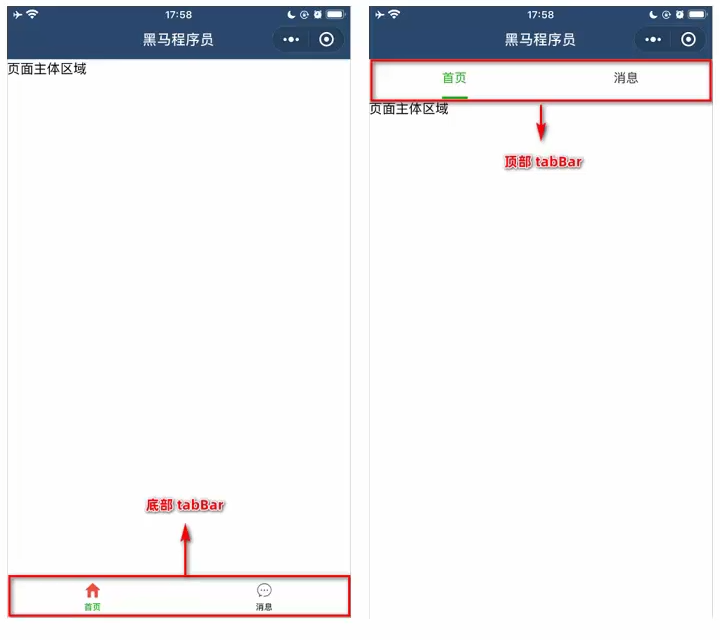 17:58
黑马程序员
页面主体区域
底部 tabBar
首页
消息
17:58
黑马程序员
首页
消息
页面主体区域
顶部 tabBar